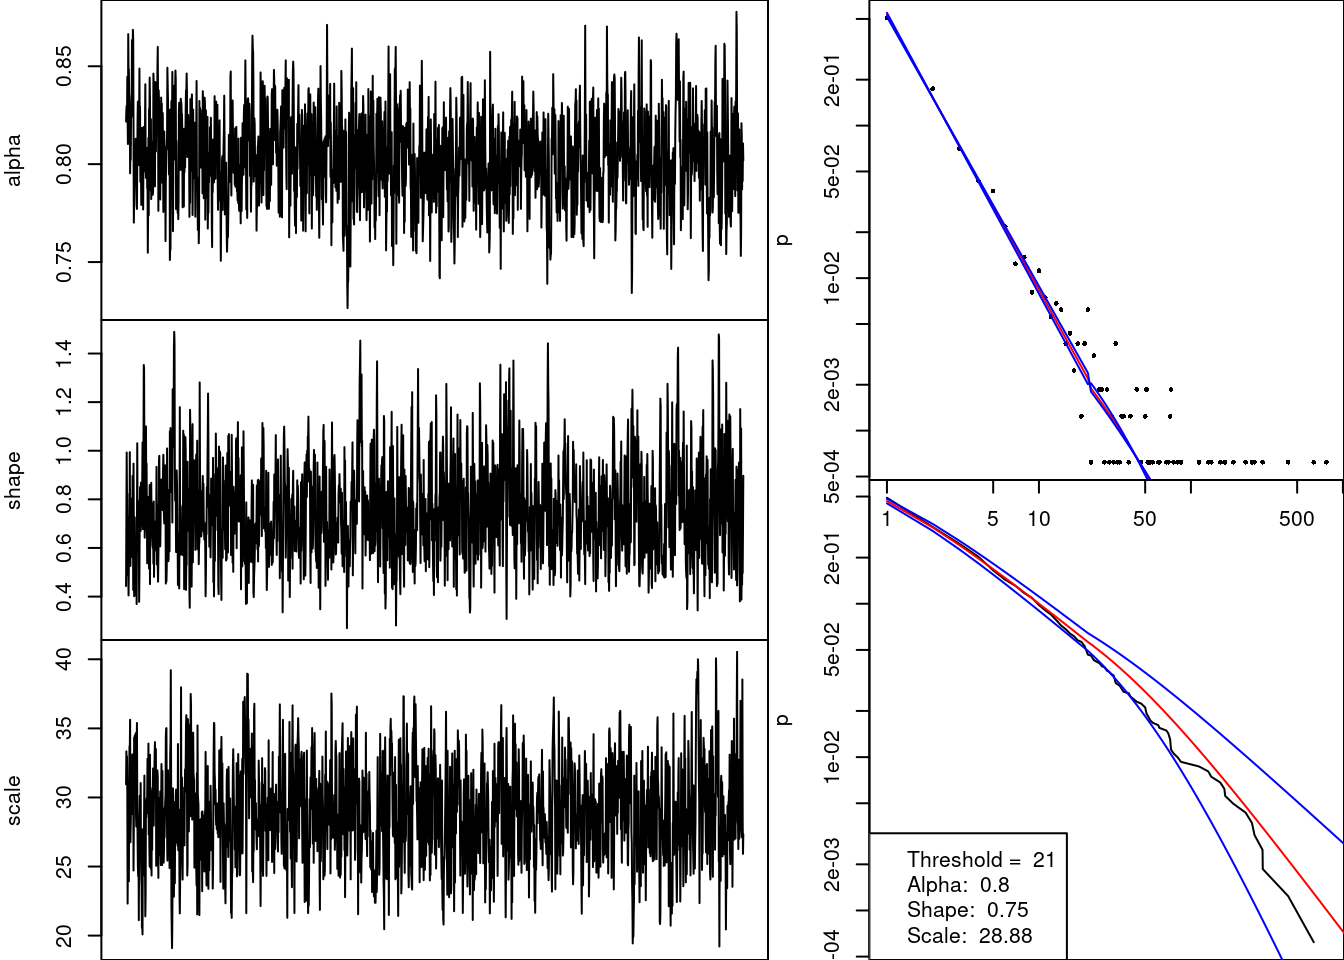 alpha
0.75 0.80 0.85
shape
0.4 0.6 0.8 1.0 1.2 1.4
scale
20 25 30 35 40
p
5e-04 2e-03 1e-02 5e-02 2e-01
1 5 10 50 500
p
-04 2e-03 1e-02 5e-02 2e-01
Threshold = 21
Alpha: 0.8
Shape: 0.75
Scale: 28.88